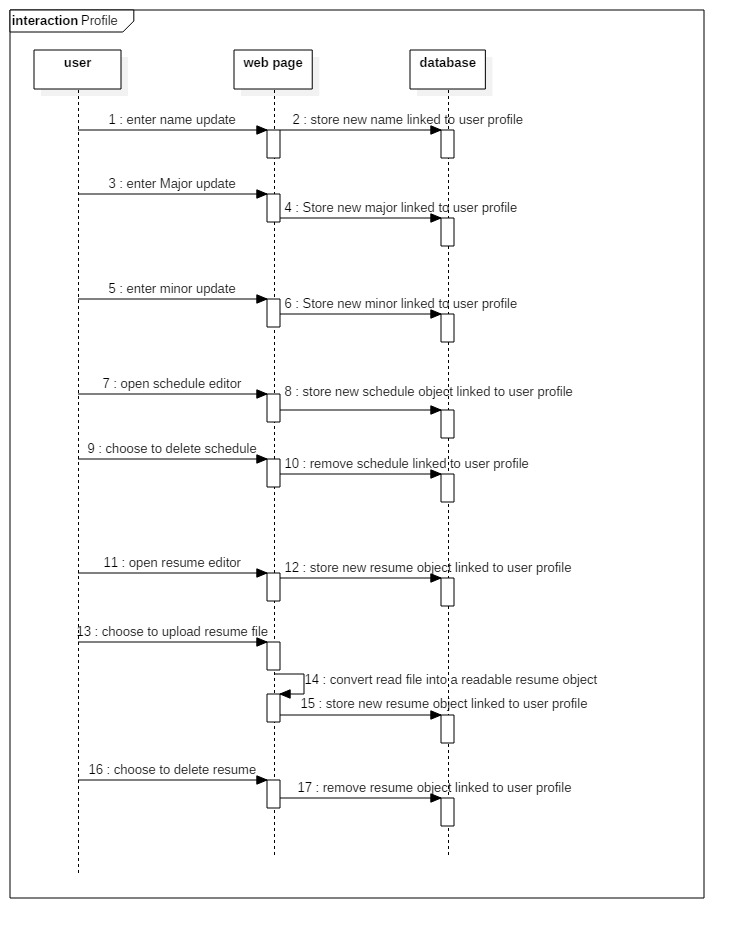 interaction Profile
user
web page
database
1 : enter name update
2 : store new name linked to user profile
3 : enter Major update
4 : Store new major linked to user profile
5 : enter minor update
6 : Store new minor linked to user profile
7 : open schedule editor
8 : store new schedule object linked to user profile
9 : choose to delete schedule
10 : remove schedule linked to user profile
11 : open resume editor
12 : store new resume object linked to user profile
13 : choose to upload resume file
14 : convert read file into a readable resume object
15 : store new resume object linked to user profile
16 : choose to delete resume
17 : remove resume object linked to user profile